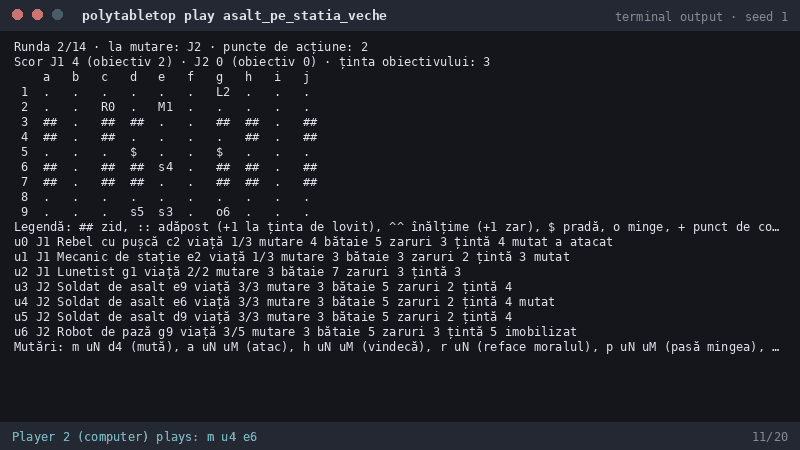 polytabletop play asalt_pe_statia_veche
terminal output · seed 1
Runda 2/14 · la mutare: J2 · puncte de acțiune: 2
Scor J1 4 (obiectiv 2) · J2 0 (obiectiv 0) · ținta obiectivului: 3
a b c d e f g h i j
1 . . . . . . L2 . . .
2 . . R0 . M1 . . . . .
3 ## . ## ## . . ## ## . ##
4 ## . ## . . . . ## . ##
5 . . . $ . . $ . . .
6 ## . ## ## s4 . ## ## . ##
7 ## . ## ## . . ## ## . ##
8 . . . . . . . . . .
9 . . . s5 s3 . o6 . . .
Legendă: ## zid, :: adăpost (+1 la ținta de lovit), ^^ înălțime (+1 zar), $ pradă, o minge, + punct de co…
u0 J1 Rebel cu pușcă c2 viață 1/3 mutare 4 bătaie 5 zaruri 3 țintă 4 mutat a atacat
u1 J1 Mecanic de stație e2 viață 1/3 mutare 3 bătaie 3 zaruri 2 țintă 3 mutat
u2 J1 Lunetist g1 viață 2/2 mutare 3 bătaie 7 zaruri 3 țintă 3
u3 J2 Soldat de asalt e9 viață 3/3 mutare 3 bătaie 5 zaruri 2 țintă 4
u4 J2 Soldat de asalt e6 viață 3/3 mutare 3 bătaie 5 zaruri 2 țintă 4 mutat
u5 J2 Soldat de asalt d9 viață 3/3 mutare 3 bătaie 5 zaruri 2 țintă 4
u6 J2 Robot de pază g9 viață 3/5 mutare 3 bătaie 5 zaruri 3 țintă 5 imobilizat
Mutări: m uN d4 (mută), a uN uM (atac), h uN uM (vindecă), r uN (reface moralul), p uN uM (pasă mingea), …
Player 2 (computer) plays: m u4 e6
11/20